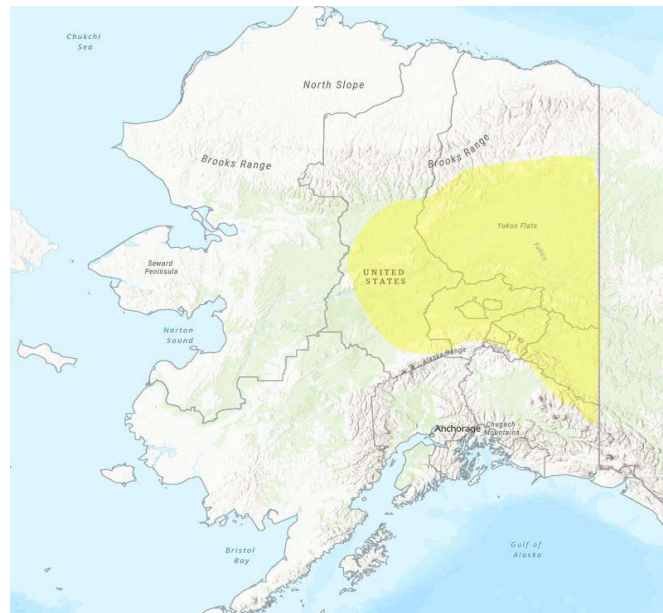 Chukchi
Sea
North Slope
Brooks Range
Brooks Range
Yukon Flats
Yukon
UNITED
STATES
Seward
Peninsula
Norton
Sound
Alaska Range
Anchorage
Chugach
Mountains
Bristol
Bay
Gulf of
Alaska